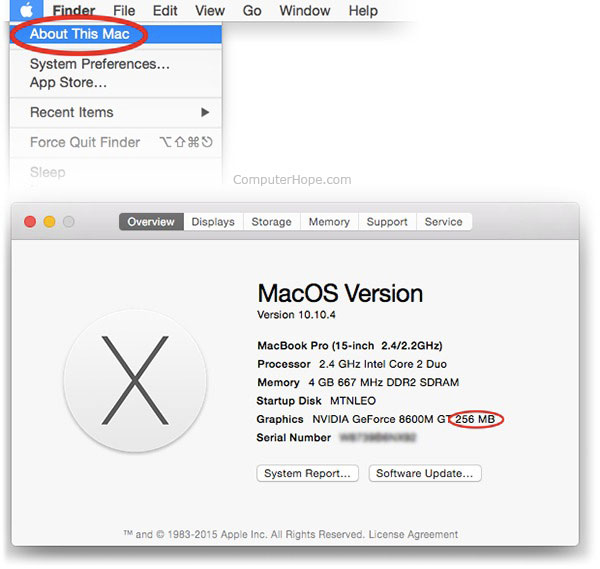 Finder File Edit View Go Window Help
About This Mac
System Preferences...
App Store...
Recent Items
Force Quit Finder ⌥⇧⌘⎋
Sleep
ComputerHope.com
Overview Displays Storage Memory Support Service
MacOS Version
Version 10.10.4
MacBook Pro (15-inch 2.4/2.2GHz)
Processor 2.4 GHz Intel Core 2 Duo
Memory 4 GB 667 MHz DDR2 SDRAM
Startup Disk MTNLEO
Graphics NVIDIA GeForce 8600M GT 256 MB
Serial Number
System Report... Software Update...
™ and © 1983-2015 Apple Inc. All Rights Reserved. License Agreement